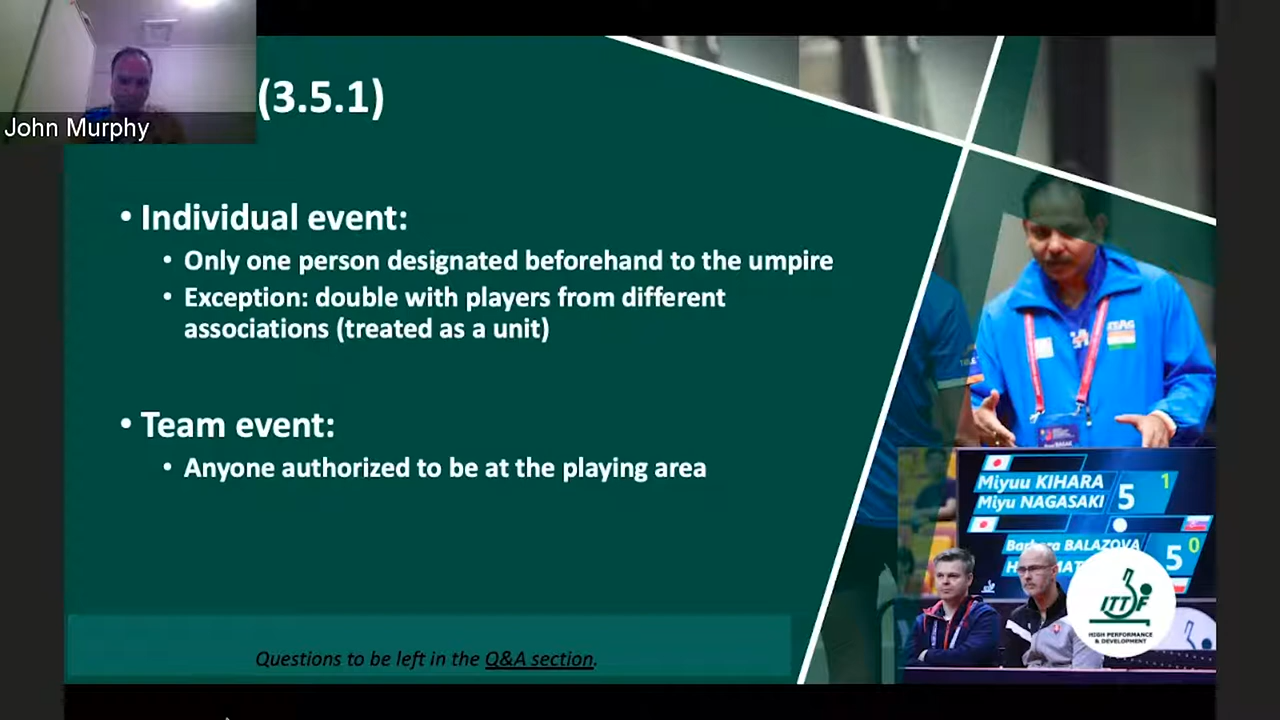 John Murphy
(3.5.1)
• Individual event:
• Only one person designated beforehand to the umpire
• Exception: double with players from different
associations (treated as a unit)
• Team event:
• Anyone authorized to be at the playing area
Miyuu KIHARA
Miyu NAGASAKI
5
1
Barbora BALAZOVA
5
0
ITTF
HIGH PERFORMANCE
& DEVELOPMENT
Questions to be left in the Q&A section.